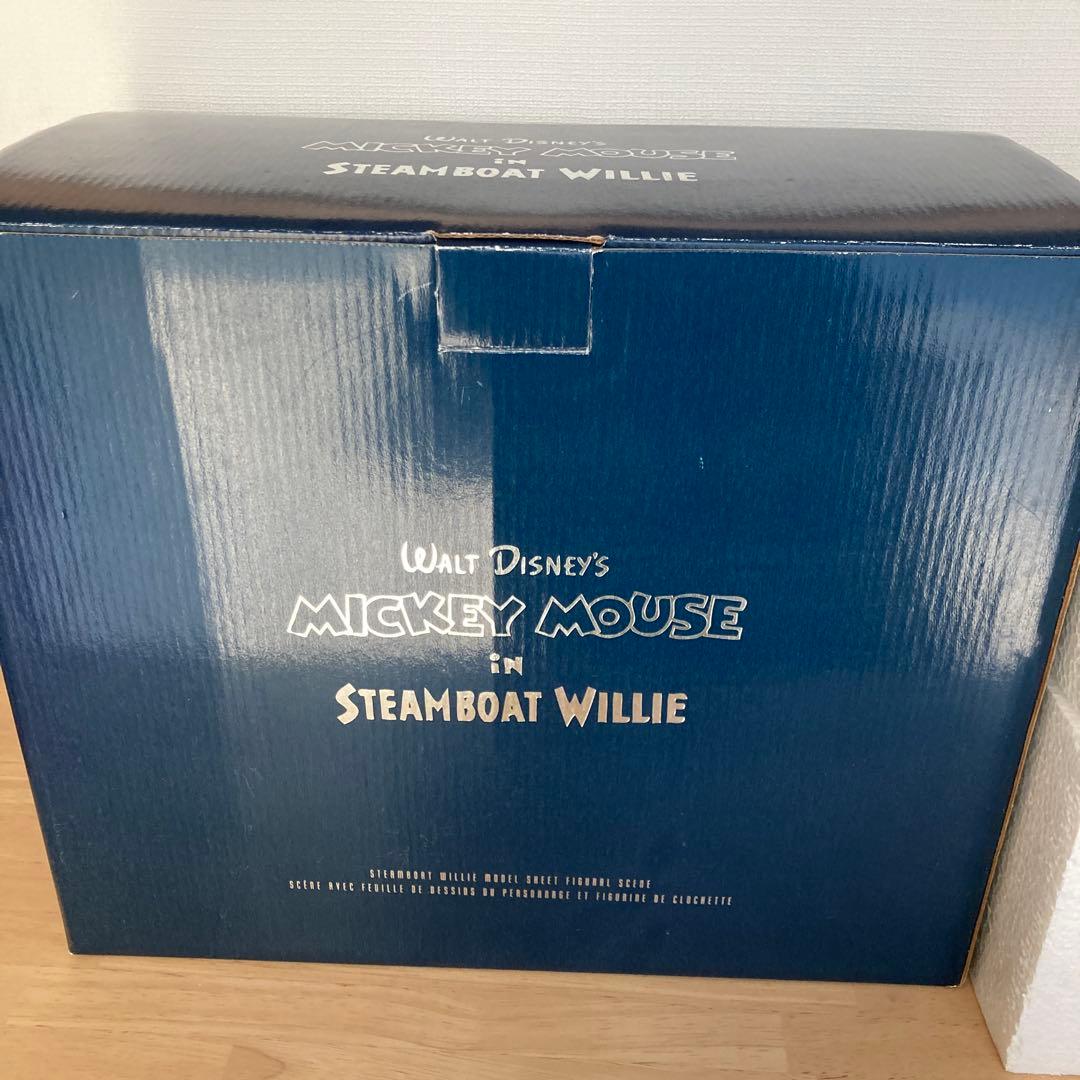 WALT DISNEY'S
MICKEY MOUSE
iN
STEAMBOAT WILLIE
WALT DISNEY'S
MICKEY MOUSE
iN
STEAMBOAT WILLIE
STEAMBOAT WILLIE MODEL SHEET FIGURAL SCENE
SCÈNE AVEC FEUILLE DE DESSINS DU PERSONNAGE ET FIGURINE DE CLOCHETTE